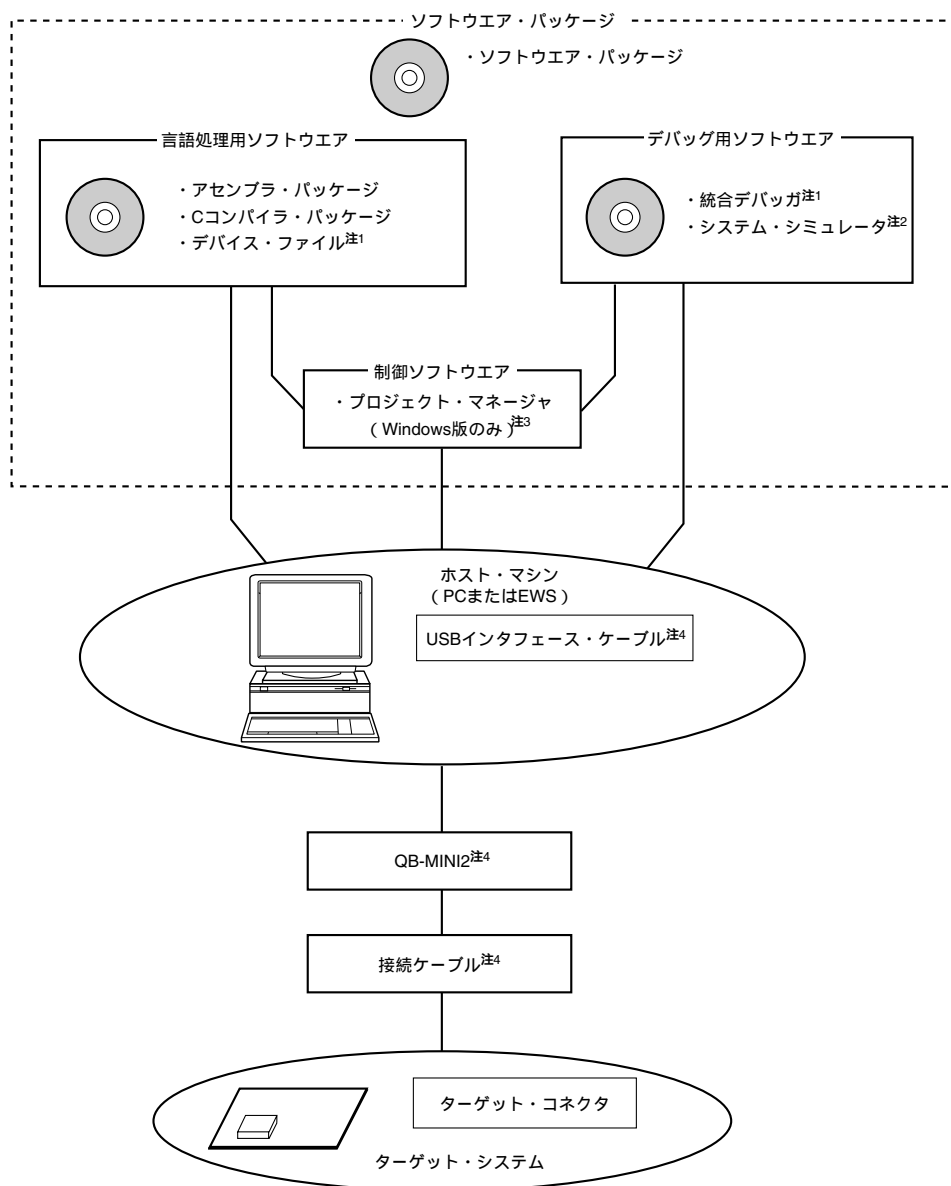 ソフトウエア・パッケージ
・ソフトウエア・パッケージ
言語処理用ソフトウエア
・アセンブラ・パッケージ
・Cコンパイラ・パッケージ
・デバイス・ファイル注1
デバッグ用ソフトウエア
・統合デバッガ注1
・システム・シミュレータ注2
制御ソフトウエア
・プロジェクト・マネージャ
（Windows版のみ）注3
ホスト・マシン
（PCまたはEWS）
USBインタフェース・ケーブル注4
QB-MINI2注4
接続ケーブル注4
ターゲット・コネクタ
ターゲット・システム